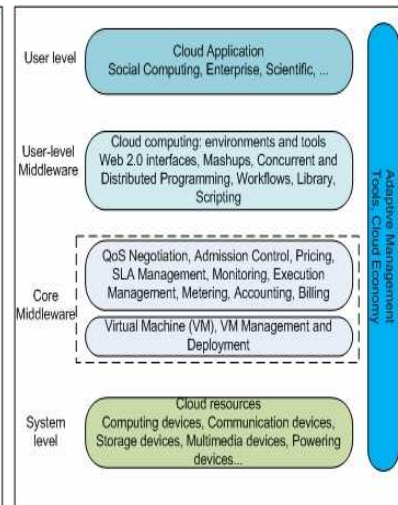 User level
Cloud Application
Social Computing, Enterprise, Scientific, ...
User-level
Middleware
Cloud computing: environments and tools
Web 2.0 interfaces, Mashups, Concurrent and
Distributed Programming, Workflows, Library,
Scripting
Core
Middleware
QoS Negotiation, Admission Control, Pricing,
SLA Management, Monitoring, Execution
Management, Metering, Accounting, Billing
Virtual Machine (VM), VM Management and
Deployment
System
level
Cloud resources
Computing devices, Communication devices,
Storage devices, Multimedia devices, Powering
devices...
Adaptive Management
Tools. Cloud Economy